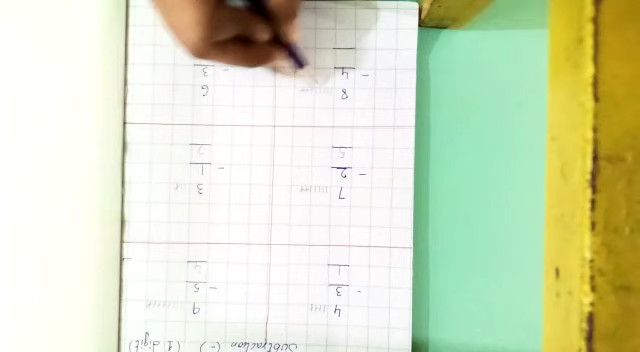 Subtraction (-) (1 digit)
4 9
- 3 - 5
1 4
7 3
- 2 - 1
5 2
8 6
- 4 - 3